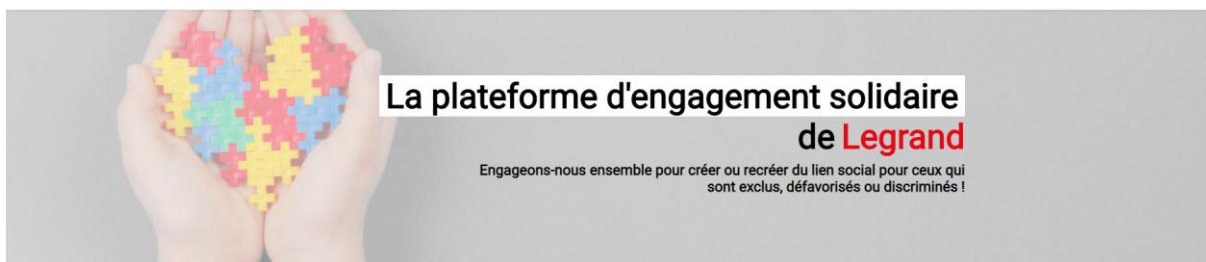 La plateforme d'engagement solidaire
de Legrand
Engageons-nous ensemble pour créer ou recréer du lien social pour ceux qui
sont exclus, défavorisés ou discriminés !